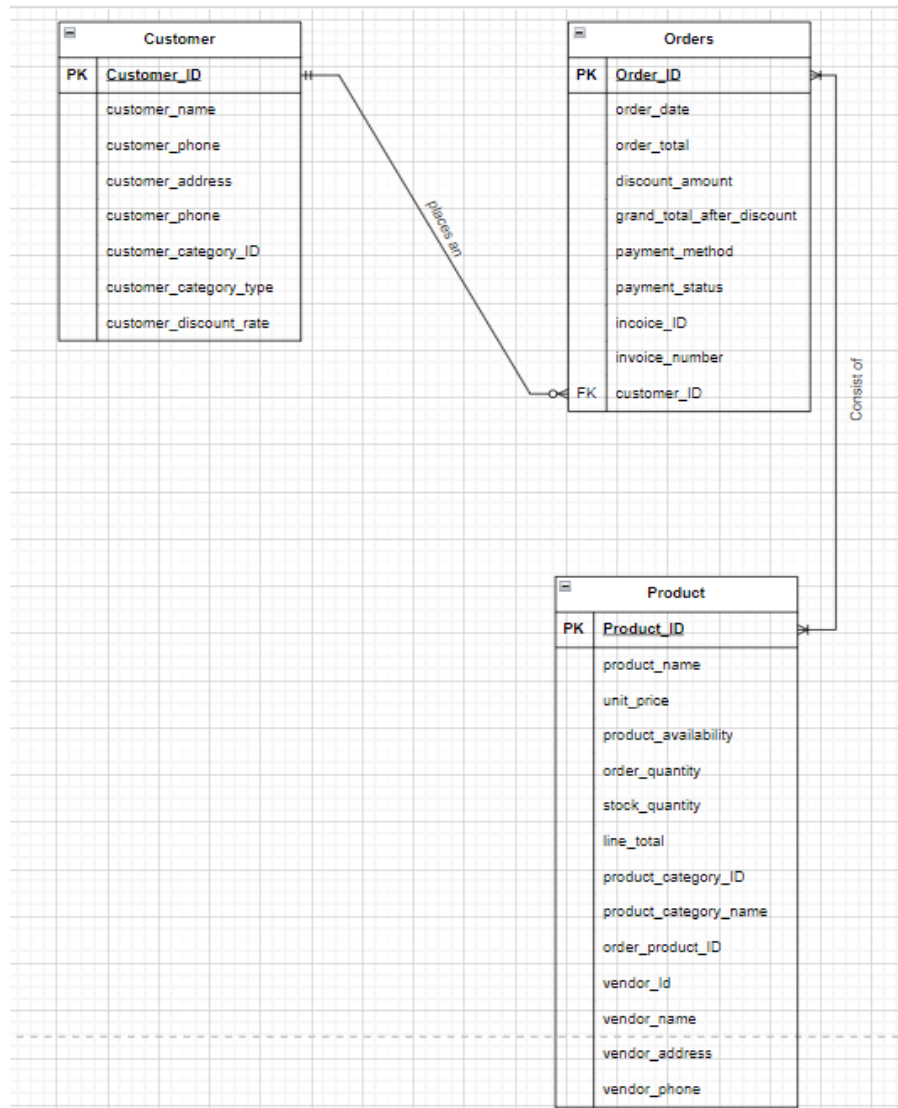 Customer
PK Customer_ID
customer_name
customer_phone
customer_address
customer_phone
customer_category_ID
customer_category_type
customer_discount_rate
places an
Orders
PK Order_ID
order_date
order_total
discount_amount
grand_total_after_discount
payment_method
payment_status
incoice_ID
invoice_number
FK customer_ID
Consist of
Product
PK Product_ID
product_name
unit_price
product_availability
order_quantity
stock_quantity
line_total
product_category_ID
product_category_name
order_product_ID
vendor_Id
vendor_name
vendor_address
vendor_phone